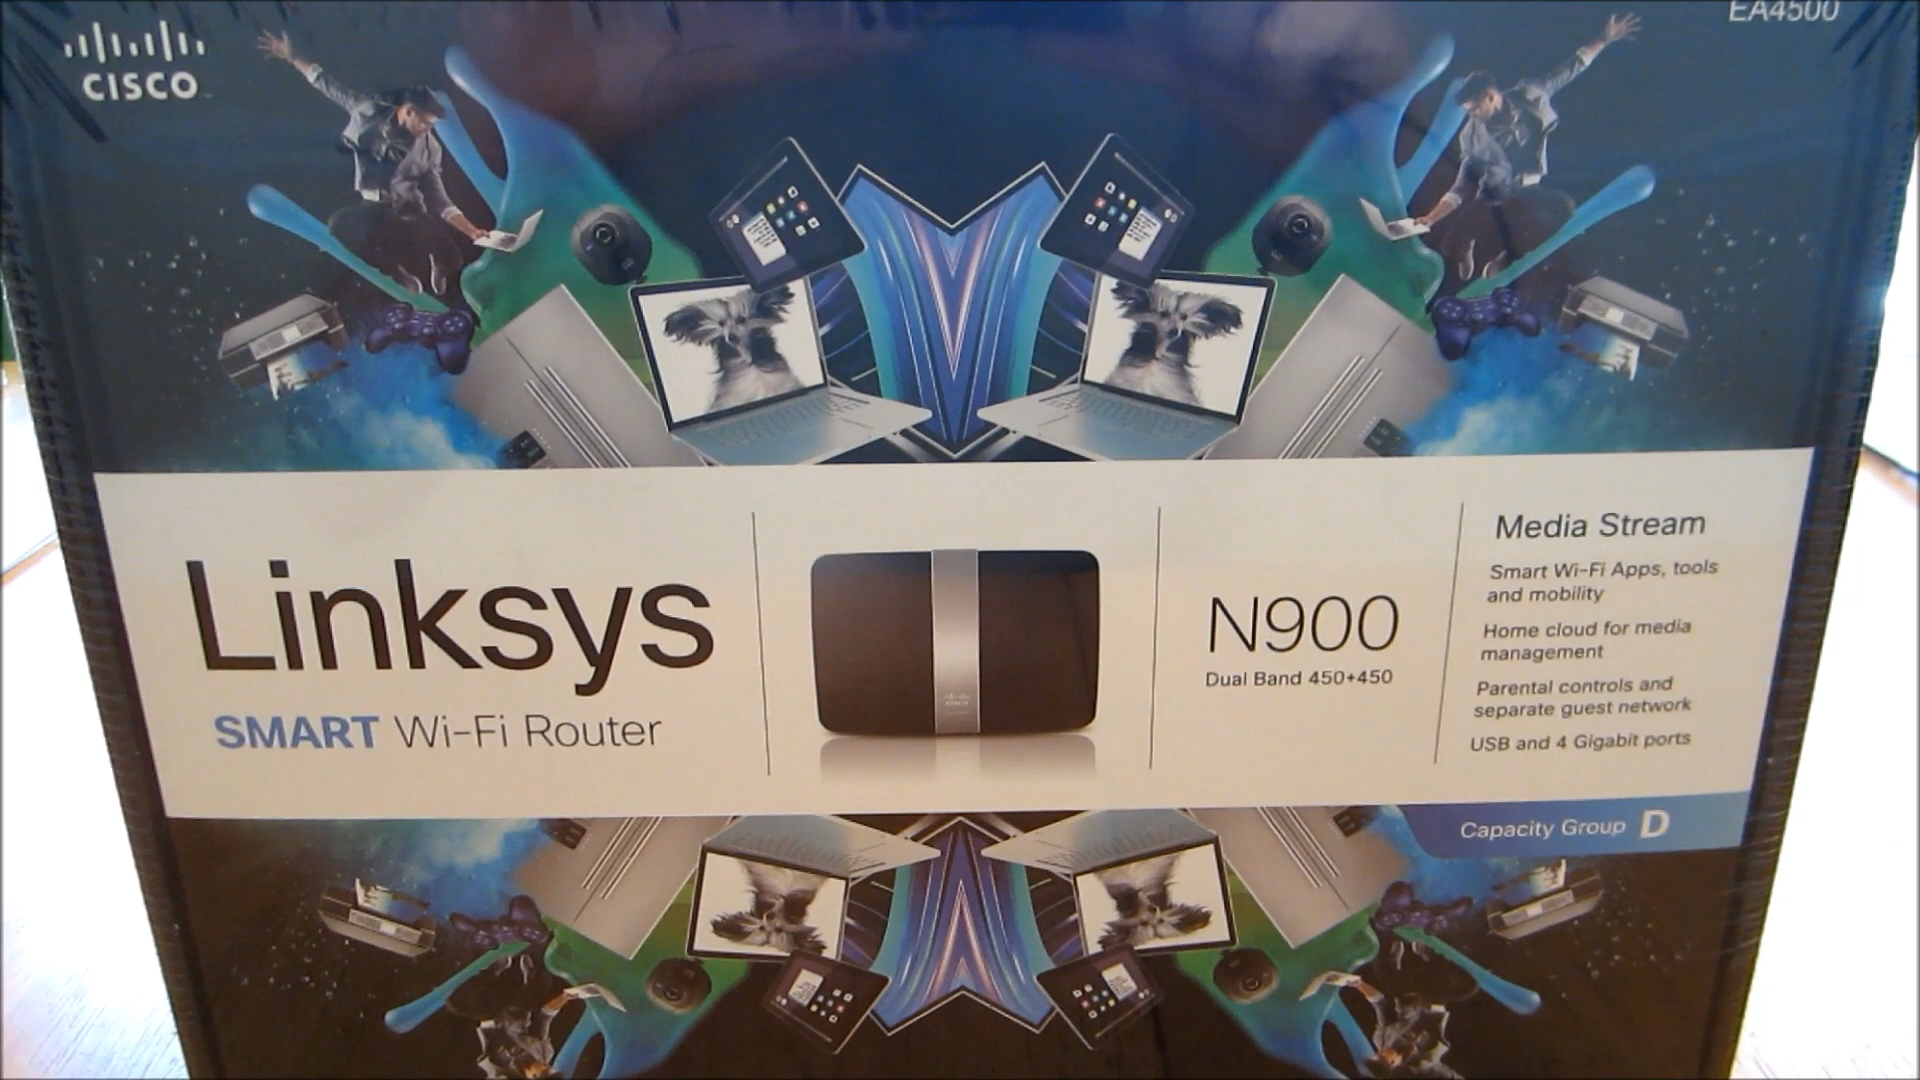 CISCO
EA4500
Linksys
SMART Wi-Fi Router
CISCO
N900
Dual Band 450+450
Media Stream
Smart Wi-Fi Apps, tools
and mobility
Home cloud for media
management
Parental controls and
separate guest network
USB and 4 Gigabit ports
Capacity Group D